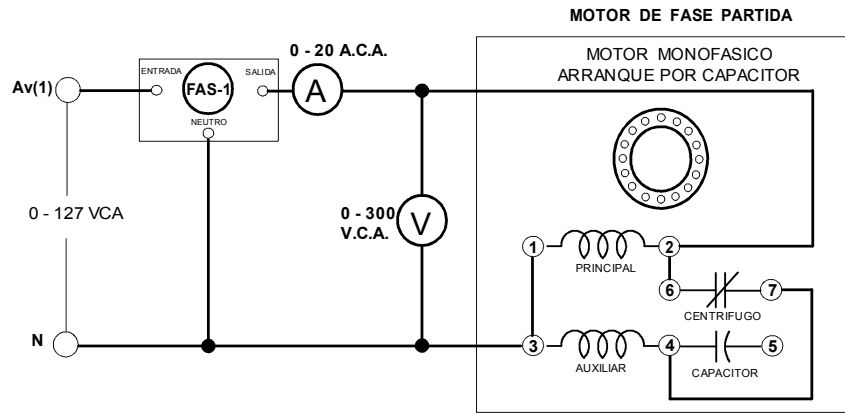 MOTOR DE FASE PARTIDA
MOTOR MONOFASICO
ARRANQUE POR CAPACITOR
0 - 20 A.C.A.
ENTRADA
SALIDA
FAS-1
NEUTRO
A
Av(1)
0 - 127 VCA
0 - 300
V.C.A.
V
1
2
PRINCIPAL
6
7
CENTRIFUGO
N
3
4
5
AUXILIAR
CAPACITOR